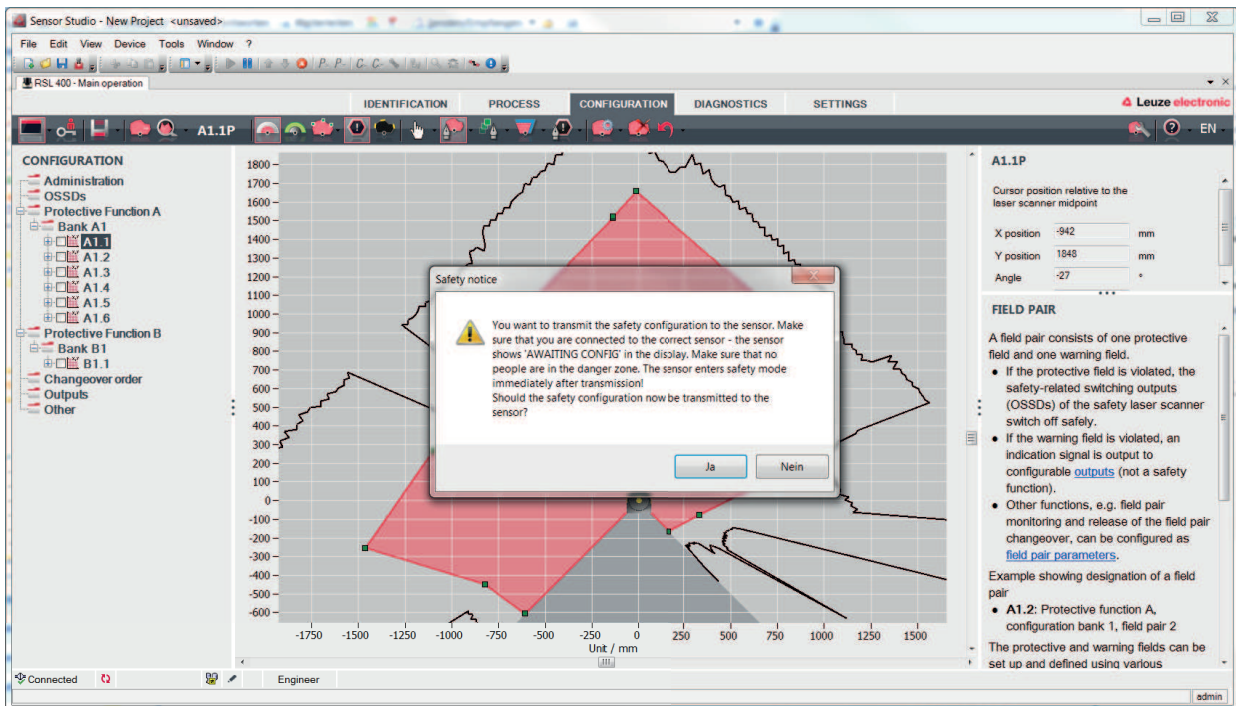 Sensor Studio - New Project <unsaved>
File Edit View Device Tools Window ?
RSL 400 - Main operation
IDENTIFICATION PROCESS CONFIGURATION DIAGNOSTICS SETTINGS
Leuze electronic
A1.1P
EN
CONFIGURATION
Administration
OSSDs
Protective Function A
Bank A1
A1.1
A1.2
A1.3
A1.4
A1.5
A1.6
Protective Function B
Bank B1
B1.1
Changeover order
Outputs
Other
1800
1700
1600
1500
1400
1300
1200
1100
1000
900
800
700
600
500
400
300
200
100
0
-100
-200
-300
-400
-500
-600
-1750 -1500 -1250 -1000 -750 -500 -250 0 250 500 750 1000 1250 1500
Unit / mm
Safety notice
You want to transmit the safety configuration to the sensor. Make
sure that you are connected to the correct sensor - the sensor
shows 'AWAITING CONFIG' in the display. Make sure that no
people are in the danger zone. The sensor enters safety mode
immediately after transmission!
Should the safety configuration now be transmitted to the
sensor?
Ja Nein
A1.1P
Cursor position relative to the
laser scanner midpoint
X position -942 mm
Y position 1848 mm
Angle -27 °
FIELD PAIR
A field pair consists of one protective
field and one warning field.
• If the protective field is violated, the
safety-related switching outputs
(OSSDs) of the safety laser scanner
switch off safely.
• If the warning field is violated, an
indication signal is output to
configurable outputs (not a safety
function).
• Other functions, e.g. field pair
monitoring and release of the field pair
changeover, can be configured as
field pair parameters.
Example showing designation of a field
pair
• A1.2: Protective function A,
configuration bank 1, field pair 2
The protective and warning fields can be
set up and defined using various
Connected Engineer
admin